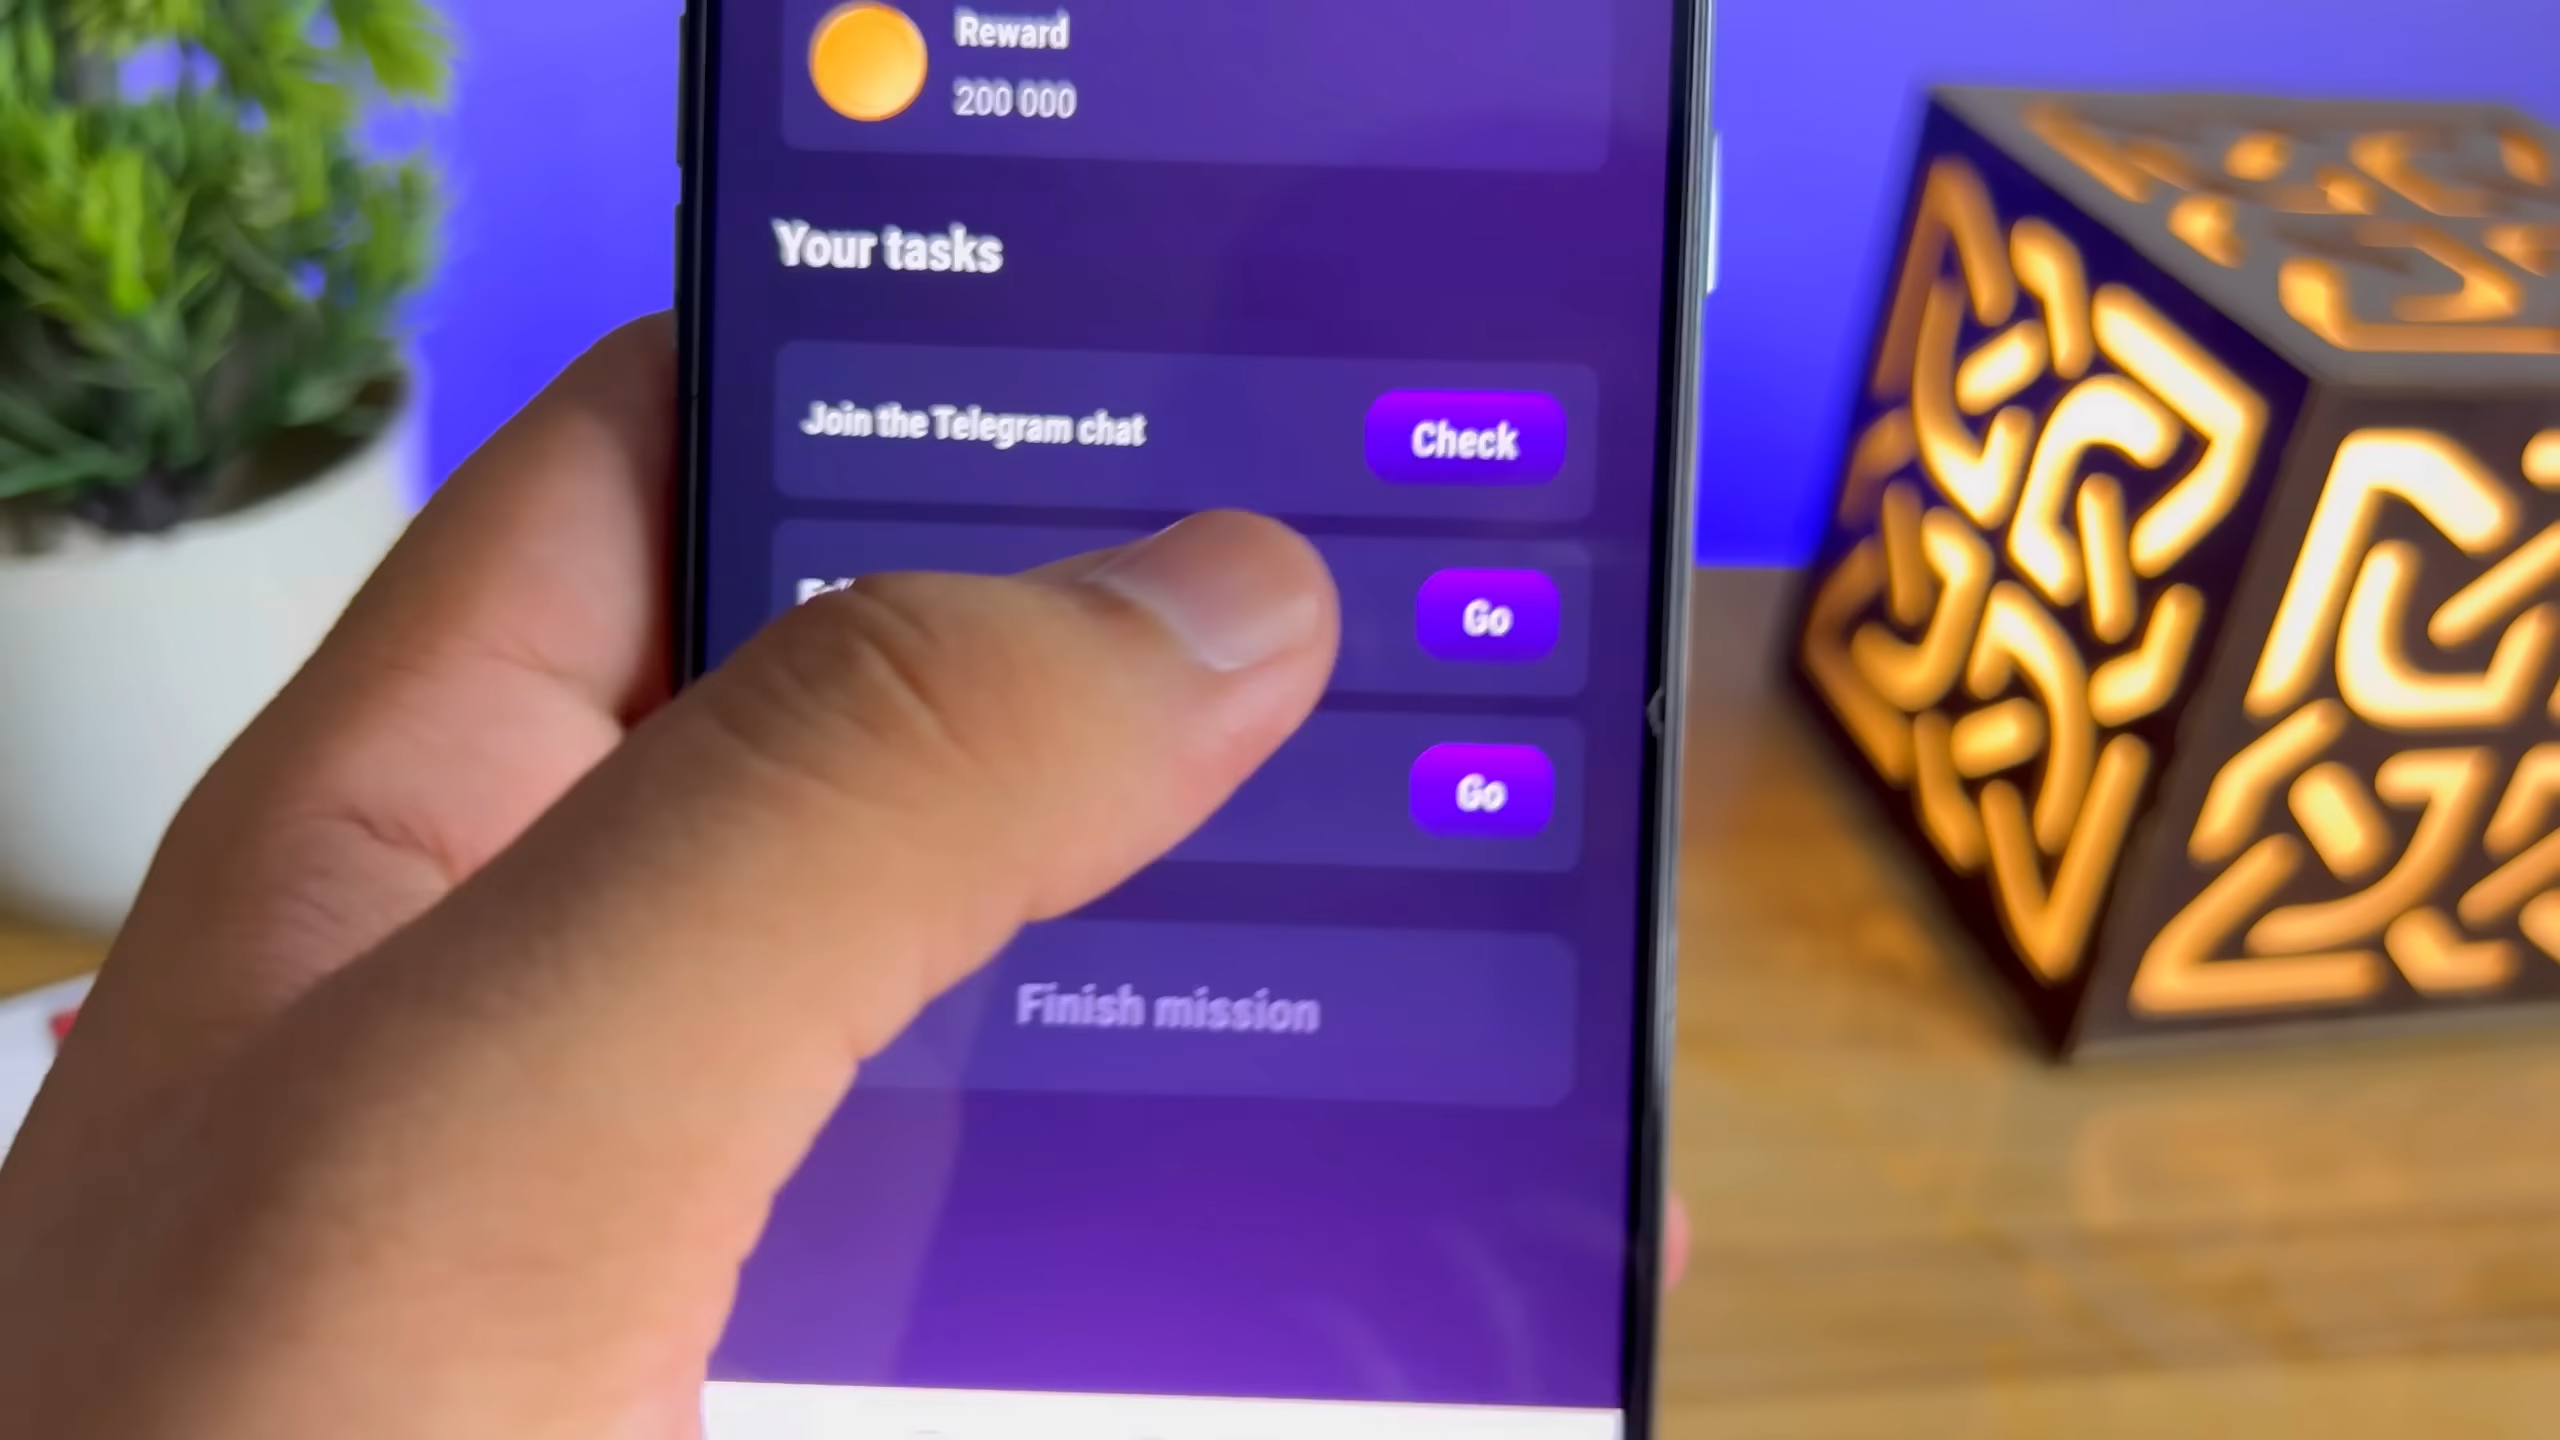 Reward
200 000
Your tasks
Join the Telegram chat
Check
Go
Go
Finish mission